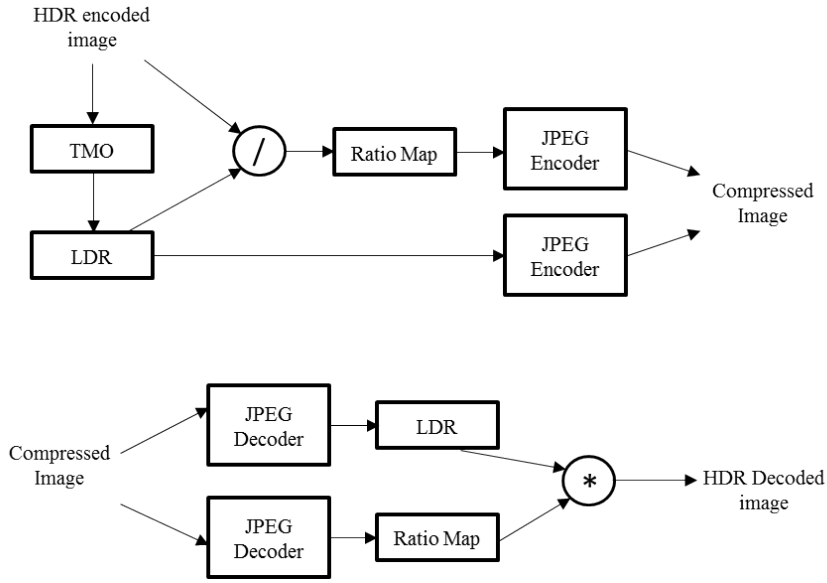 HDR encoded
image
TMO
LDR
/
Ratio Map
JPEG
Encoder
JPEG
Encoder
Compressed
Image
Compressed
Image
JPEG
Decoder
LDR
JPEG
Decoder
Ratio Map
*
HDR Decoded
image